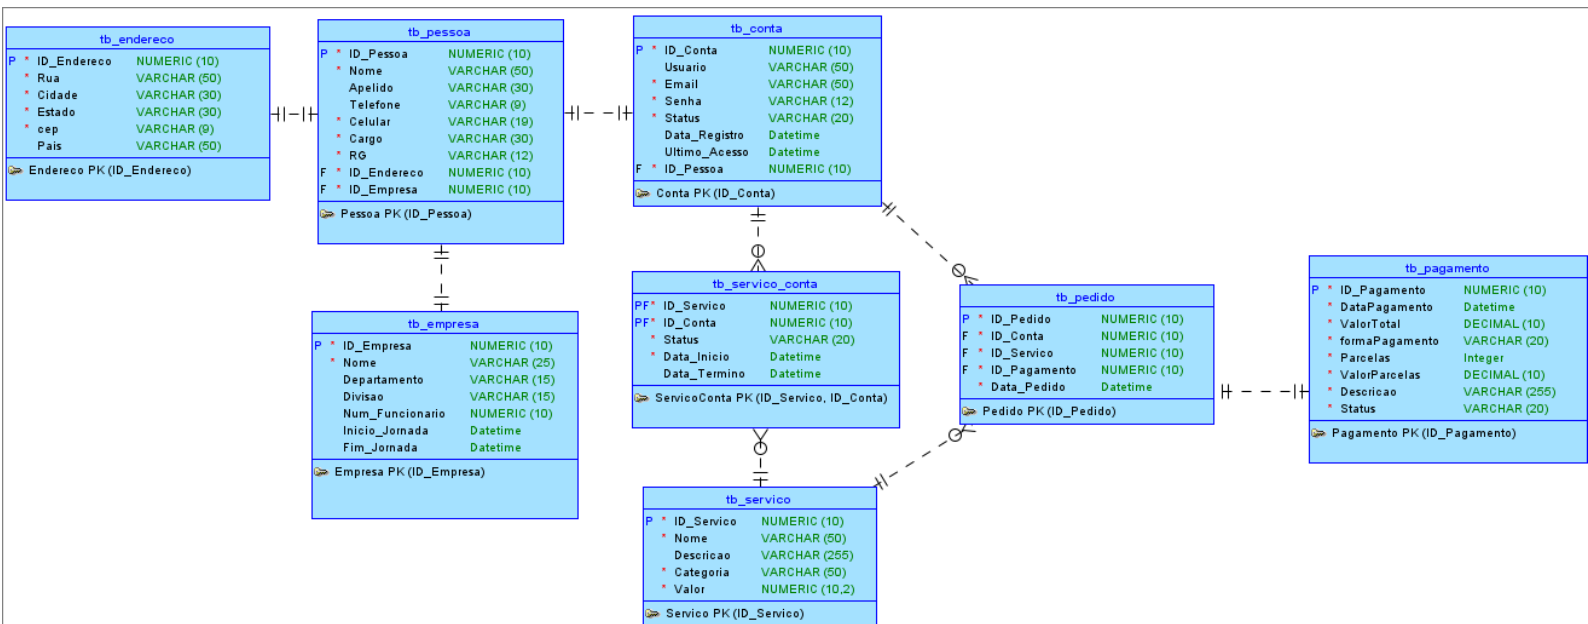 tb_endereco
P * ID_Endereco NUMERIC (10)
* Rua VARCHAR (50)
* Cidade VARCHAR (30)
* Estado VARCHAR (30)
* cep VARCHAR (9)
Pais VARCHAR (50)
Endereco PK (ID_Endereco)
tb_pessoa
P * ID_Pessoa NUMERIC (10)
* Nome VARCHAR (50)
Apelido VARCHAR (30)
Telefone VARCHAR (9)
* Celular VARCHAR (19)
* Cargo VARCHAR (30)
* RG VARCHAR (12)
F * ID_Endereco NUMERIC (10)
F * ID_Empresa NUMERIC (10)
Pessoa PK (ID_Pessoa)
tb_conta
P * ID_Conta NUMERIC (10)
Usuario VARCHAR (50)
* Email VARCHAR (50)
* Senha VARCHAR (12)
* Status VARCHAR (20)
Data_Registro Datetime
Ultimo_Acesso Datetime
F * ID_Pessoa NUMERIC (10)
Conta PK (ID_Conta)
tb_empresa
P * ID_Empresa NUMERIC (10)
* Nome VARCHAR (25)
Departamento VARCHAR (15)
Divisao VARCHAR (15)
Num_Funcionario NUMERIC (10)
Inicio_Jornada Datetime
Fim_Jornada Datetime
Empresa PK (ID_Empresa)
tb_servico_conta
PF* ID_Servico NUMERIC (10)
PF* ID_Conta NUMERIC (10)
* Status VARCHAR (20)
* Data_Inicio Datetime
Data_Termino Datetime
ServicoConta PK (ID_Servico, ID_Conta)
tb_pedido
P * ID_Pedido NUMERIC (10)
F * ID_Conta NUMERIC (10)
F * ID_Servico NUMERIC (10)
F * ID_Pagamento NUMERIC (10)
* Data_Pedido Datetime
Pedido PK (ID_Pedido)
tb_pagamento
P * ID_Pagamento NUMERIC (10)
* DataPagamento Datetime
* ValorTotal DECIMAL (10)
* formaPagamento VARCHAR (20)
* Parcelas Integer
* ValorParcelas DECIMAL (10)
* Descricao VARCHAR (255)
* Status VARCHAR (20)
Pagamento PK (ID_Pagamento)
tb_servico
P * ID_Servico NUMERIC (10)
* Nome VARCHAR (50)
Descricao VARCHAR (255)
* Categoria VARCHAR (50)
* Valor NUMERIC (10,2)
Servico PK (ID_Servico)